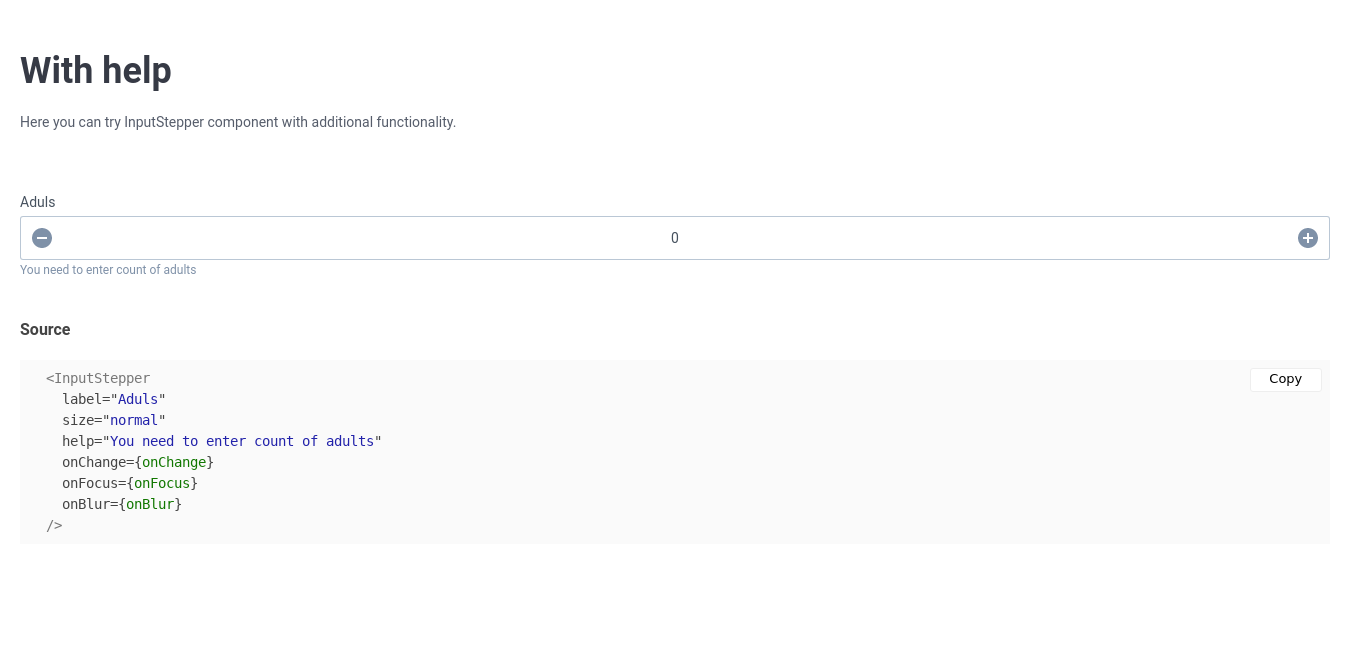 With help
Here you can try InputStepper component with additional functionality.
Aduls
0
You need to enter count of adults
Source
<InputStepper
Copy
label="Aduls"
size="normal"
help="You need to enter count of adults"
onChange={onChange}
onFocus={onFocus}
onBlur={onBlur}
/>